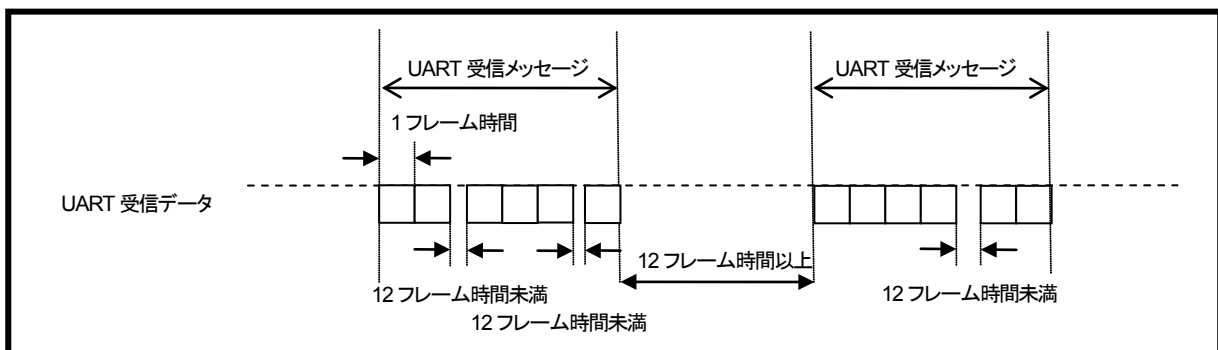 UART 受信メッセージ
UART 受信メッセージ
1 フレーム時間
UART 受信データ
12 フレーム時間以上
12 フレーム時間未満
12 フレーム時間未満
12 フレーム時間未満